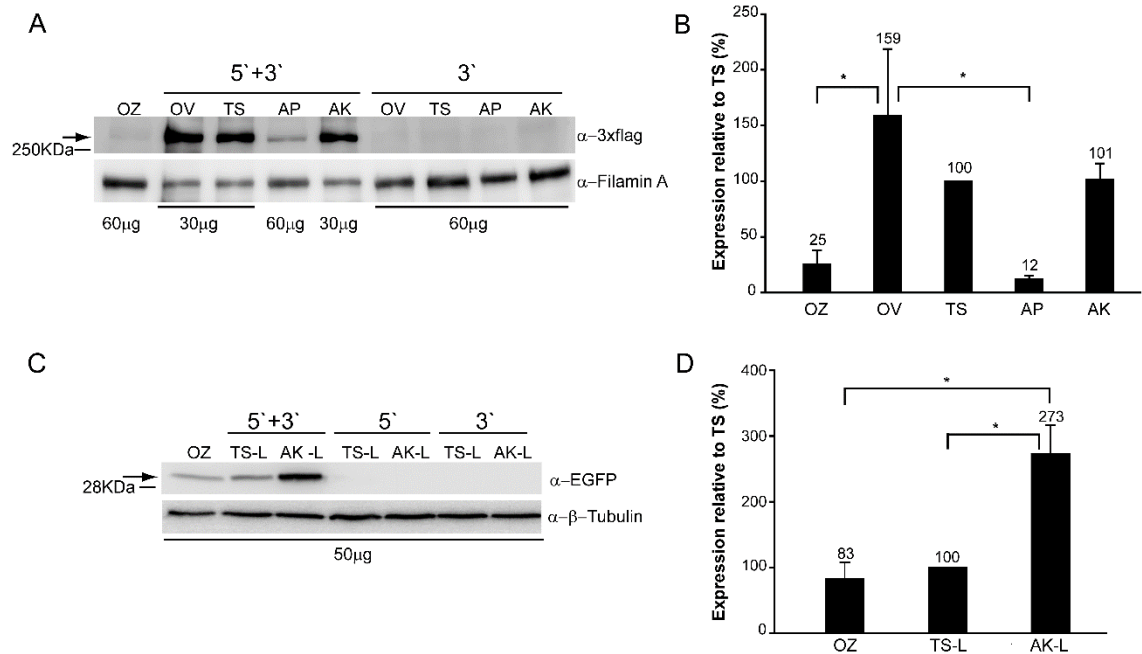 A
5`+3`
3`
OZ OV TS AP AK OV TS AP AK
α-3xflag
250KDa
α-Filamin A
60µg 30µg 60µg 30µg 60µg
B
Expression relative to TS (%)
250
200
150
100
50
0
25
159
100
12
101
*
*
OZ OV TS AP AK
C
5`+3` 5` 3`
OZ TS-L AK -L TS-L AK-L TS-L AK-L
α-EGFP
28KDa
α-β-Tubulin
50µg
D
Expression relative to TS (%)
400
300
200
100
0
83
100
273
*
*
OZ TS-L AK-L